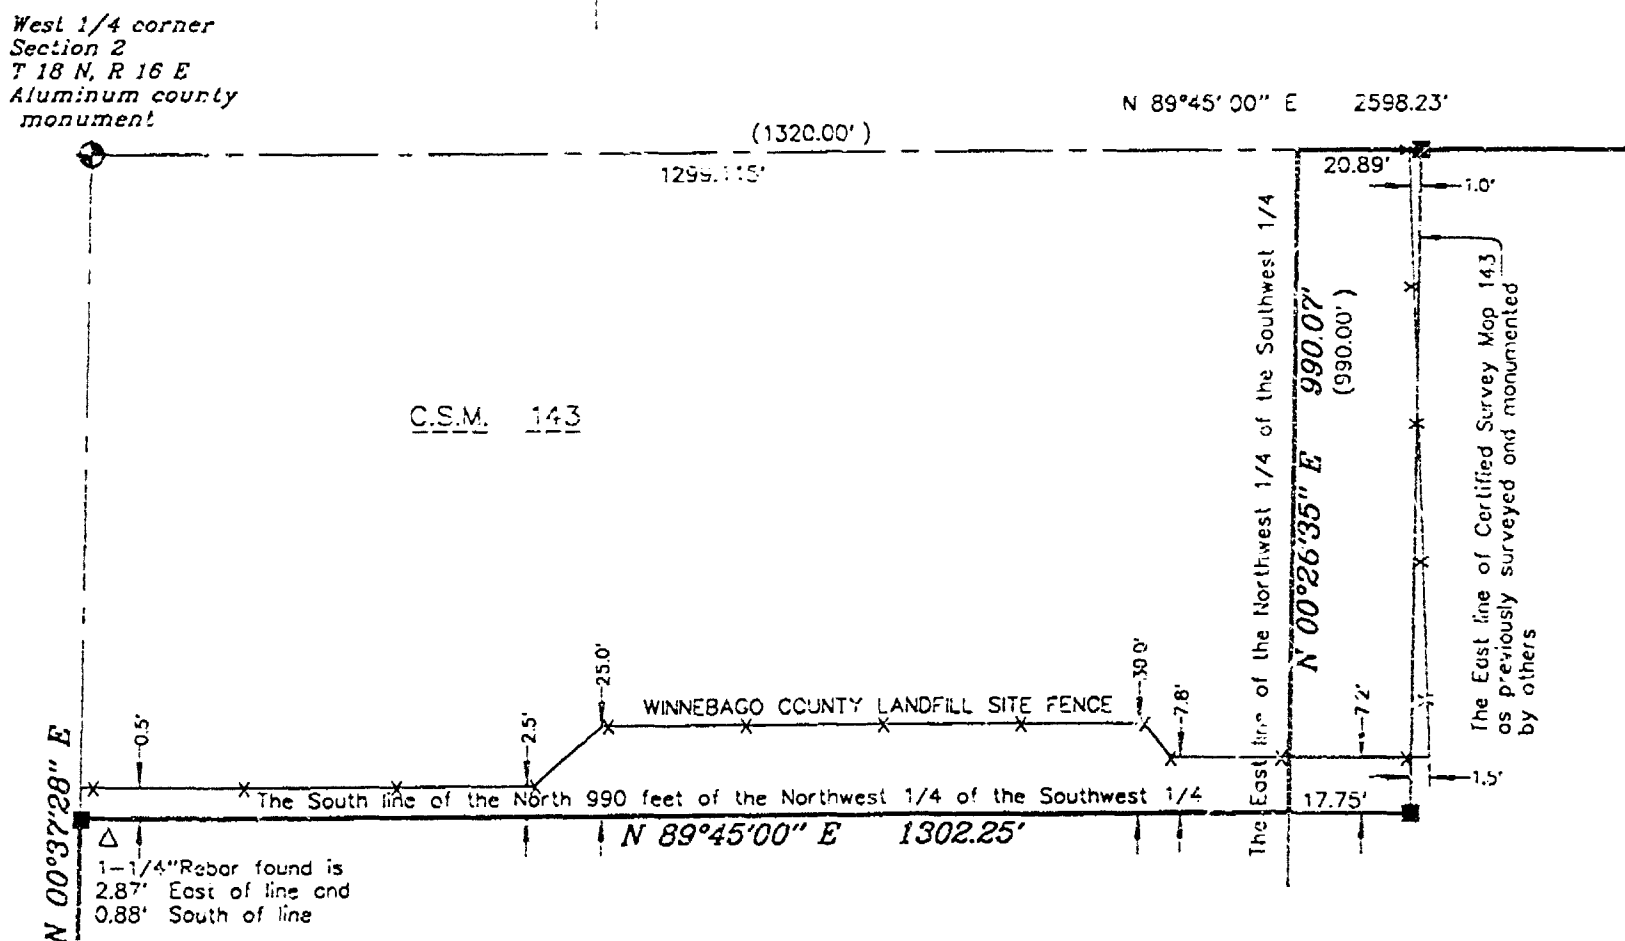 West 1/4 corner
Section 2
T 18 N, R 16 E
Aluminum county
monument
N 89°45'00" E 2598.23'
(1320.00')
1299.115'
20.89'
1.0'
The East line of Certified Survey Map 143
as previously surveyed and monumented
by others
The East line of the Northwest 1/4 of the Southwest 1/4
N 00°26'35" E 990.07'
(990.00')
C.S.M. 143
25.0'
30.0'
WINNEBAGO COUNTY LANDFILL SITE FENCE
0.5'
2.5'
7.8'
7.2'
1.5'
The South line of the North 990 feet of the Northwest 1/4 of the Southwest 1/4
17.75'
N 89°45'00" E 1302.25'
N 00°37'28" E
1-1/4"Rebar found is
2.87' East of line and
0.88' South of line